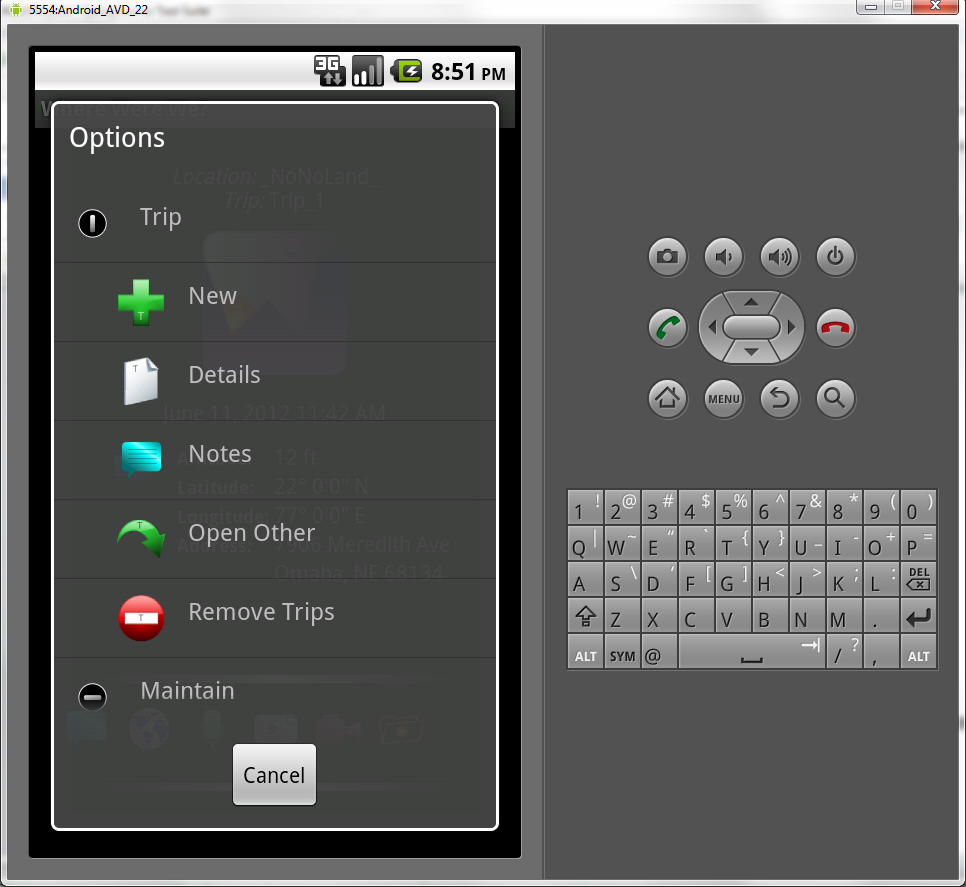 5554:Android_AVD_22
3G
8:51 PM
Where Were We?
Options
Location: _NoNoLand_
Trip: Trip_1
Trip
T
New
T
Details
June 11, 2012 11:42 AM
Notes
12 ft
Latitude: 22° 0'0" N
Longitude: 77° 0'0" E
T
Open Other
Address: 7906 Meredith Ave
Omaha, NE 68134
T
Remove Trips
Maintain
Cancel
MENU
1 ! 2 @ 3 # 4 $ 5 % 6 ^ 7 & 8 * 9 ( 0 )
Q | W ~ E “ R ` T { Y } U _ I - O + P =
A S \ D ' F [ G ] H < J > K ; L : DEL
Z X C V B N M .
ALT SYM @ / ? , ALT